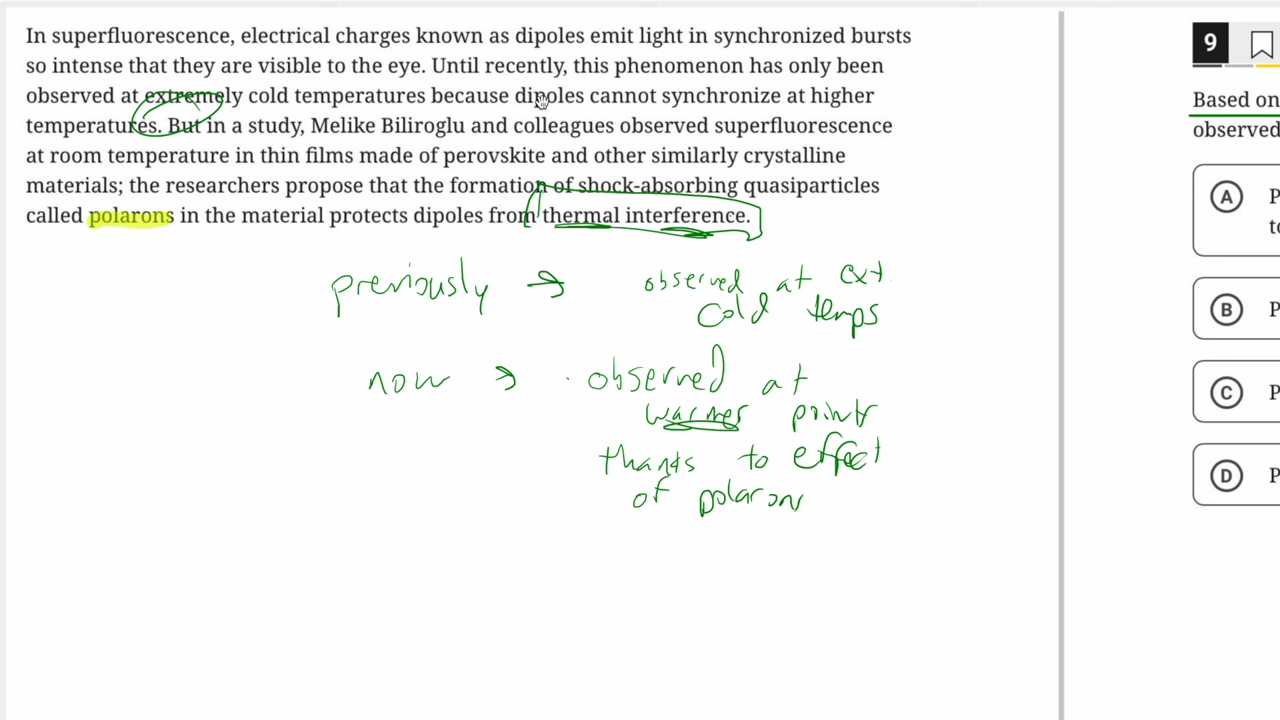 In superfluorescence, electrical charges known as dipoles emit light in synchronized bursts
so intense that they are visible to the eye. Until recently, this phenomenon has only been
observed at extremely cold temperatures because dipoles cannot synchronize at higher
temperatures. But in a study, Melike Biliroglu and colleagues observed superfluorescence
at room temperature in thin films made of perovskite and other similarly crystalline
materials; the researchers propose that the formation of shock-absorbing quasiparticles
called polarons in the material protects dipoles from thermal interference.
previously → observed at ext
cold temps
now → observed at
warmer points
thanks to effect
of polarons
9
Based on
observed
A P
to
B P
C P
D P